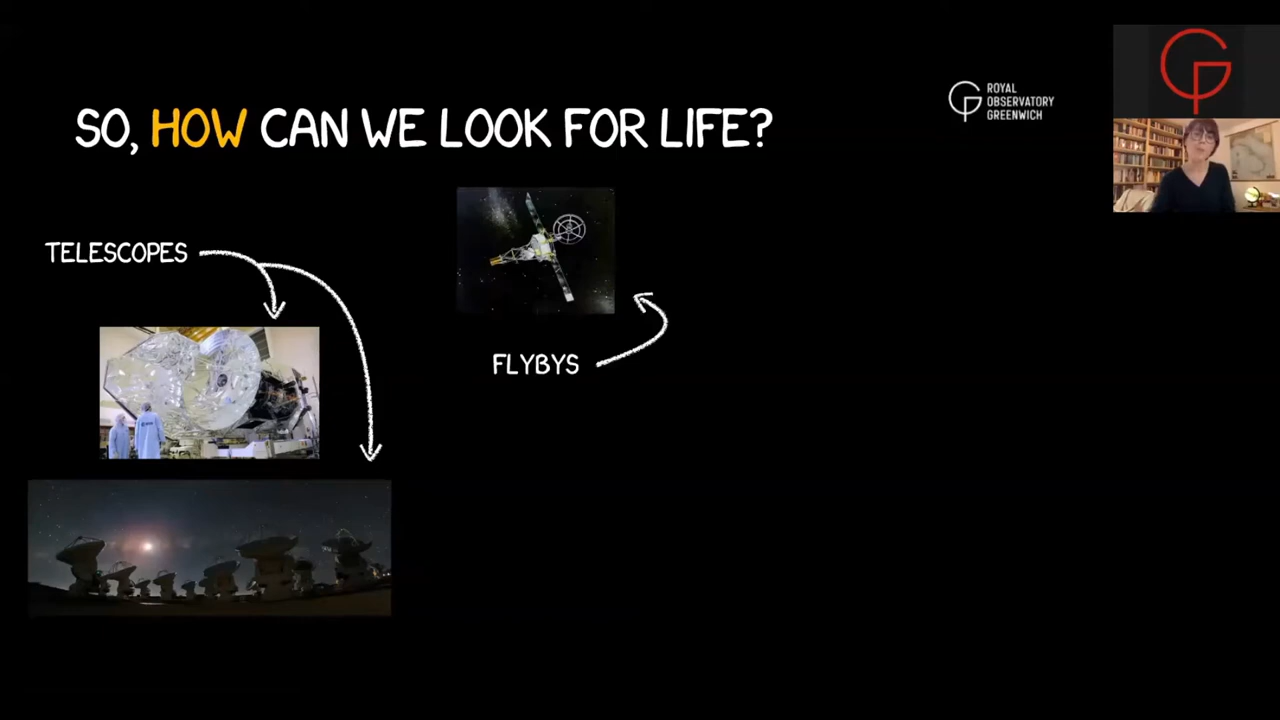 SO, HOW CAN WE LOOK FOR LIFE?
ROYAL
OBSERVATORY
GREENWICH
TELESCOPES
FLYBYS